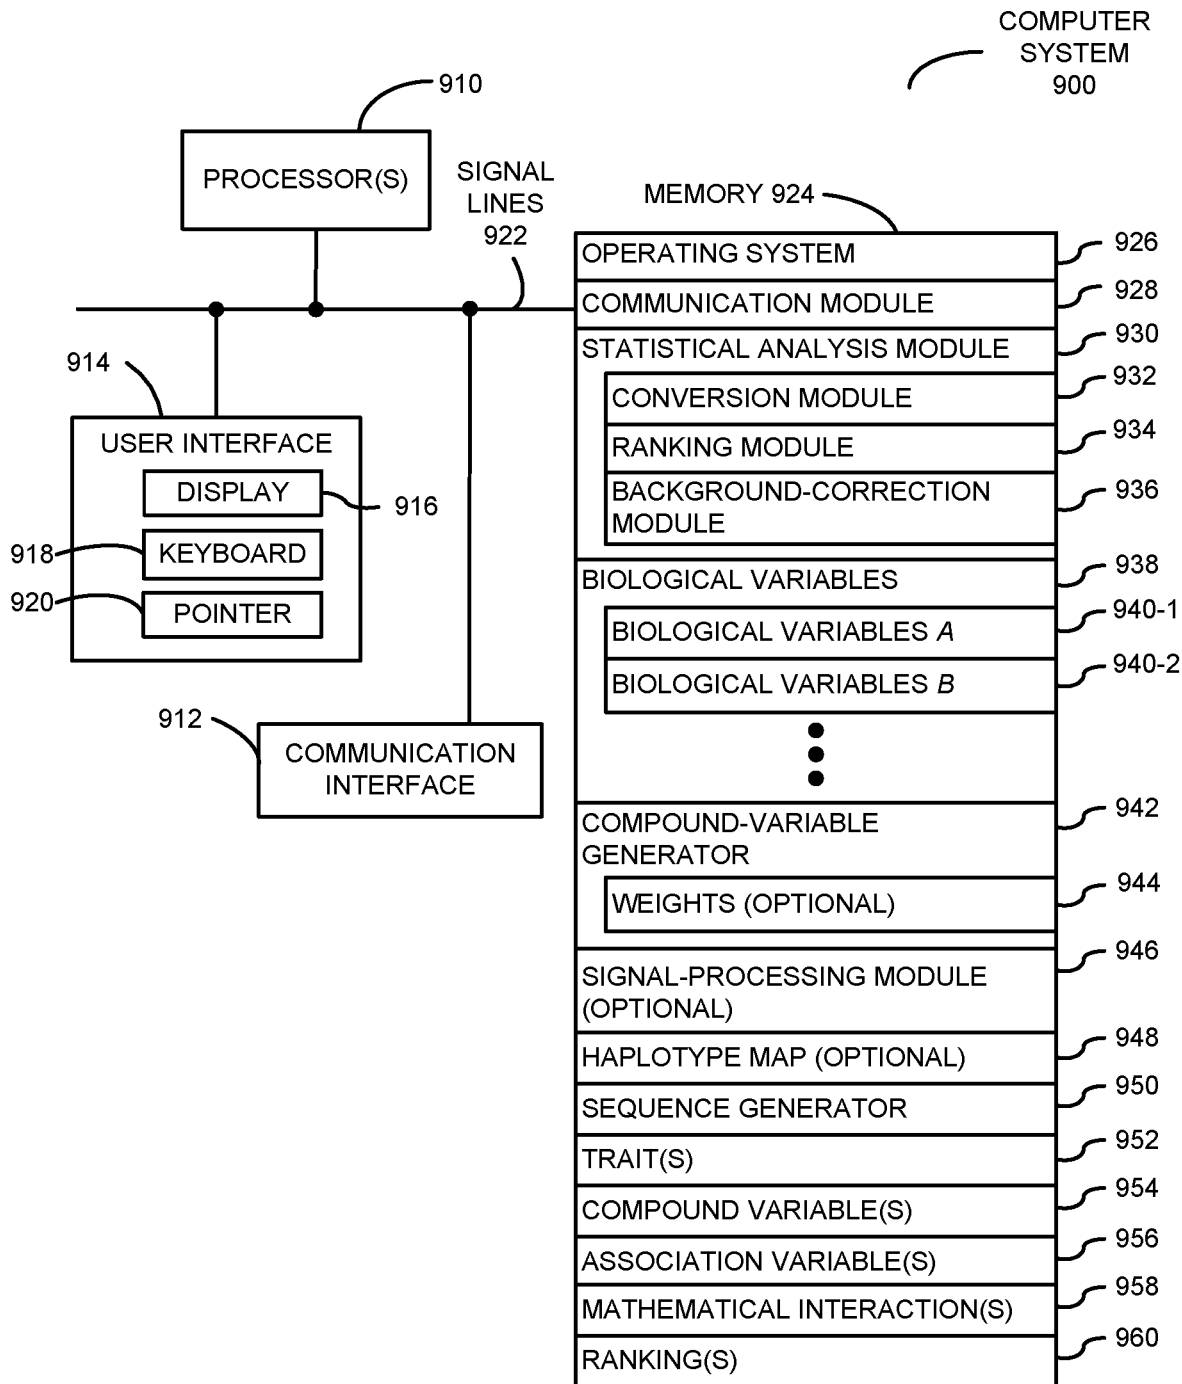 COMPUTER
SYSTEM
900
910
PROCESSOR(S)
SIGNAL
LINES
922
MEMORY 924
OPERATING SYSTEM
926
COMMUNICATION MODULE
928
STATISTICAL ANALYSIS MODULE
930
CONVERSION MODULE
932
RANKING MODULE
934
BACKGROUND-CORRECTION
MODULE
936
914
USER INTERFACE
DISPLAY
916
918
KEYBOARD
920
POINTER
912
COMMUNICATION
INTERFACE
BIOLOGICAL VARIABLES
938
BIOLOGICAL VARIABLES A
940-1
BIOLOGICAL VARIABLES B
940-2
COMPOUND-VARIABLE
GENERATOR
942
WEIGHTS (OPTIONAL)
944
SIGNAL-PROCESSING MODULE
(OPTIONAL)
946
HAPLOTYPE MAP (OPTIONAL)
948
SEQUENCE GENERATOR
950
TRAIT(S)
952
COMPOUND VARIABLE(S)
954
ASSOCIATION VARIABLE(S)
956
MATHEMATICAL INTERACTION(S)
958
RANKING(S)
960